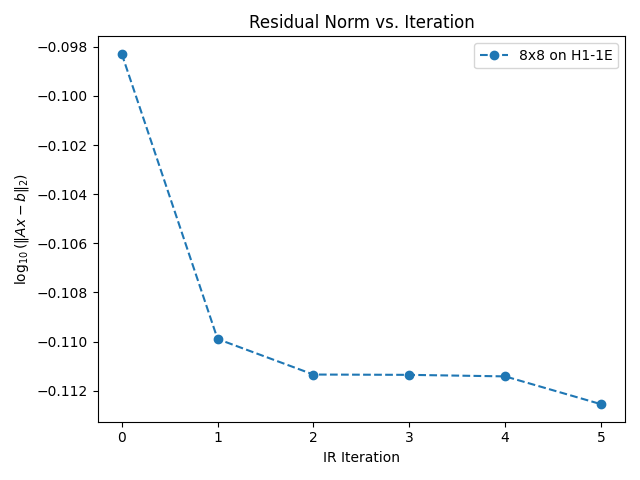 Residual Norm vs. Iteration
8x8 on H1-1E
log₁₀(‖Ax − b‖₂)
−0.098
−0.100
−0.102
−0.104
−0.106
−0.108
−0.110
−0.112
0 1 2 3 4 5
IR Iteration